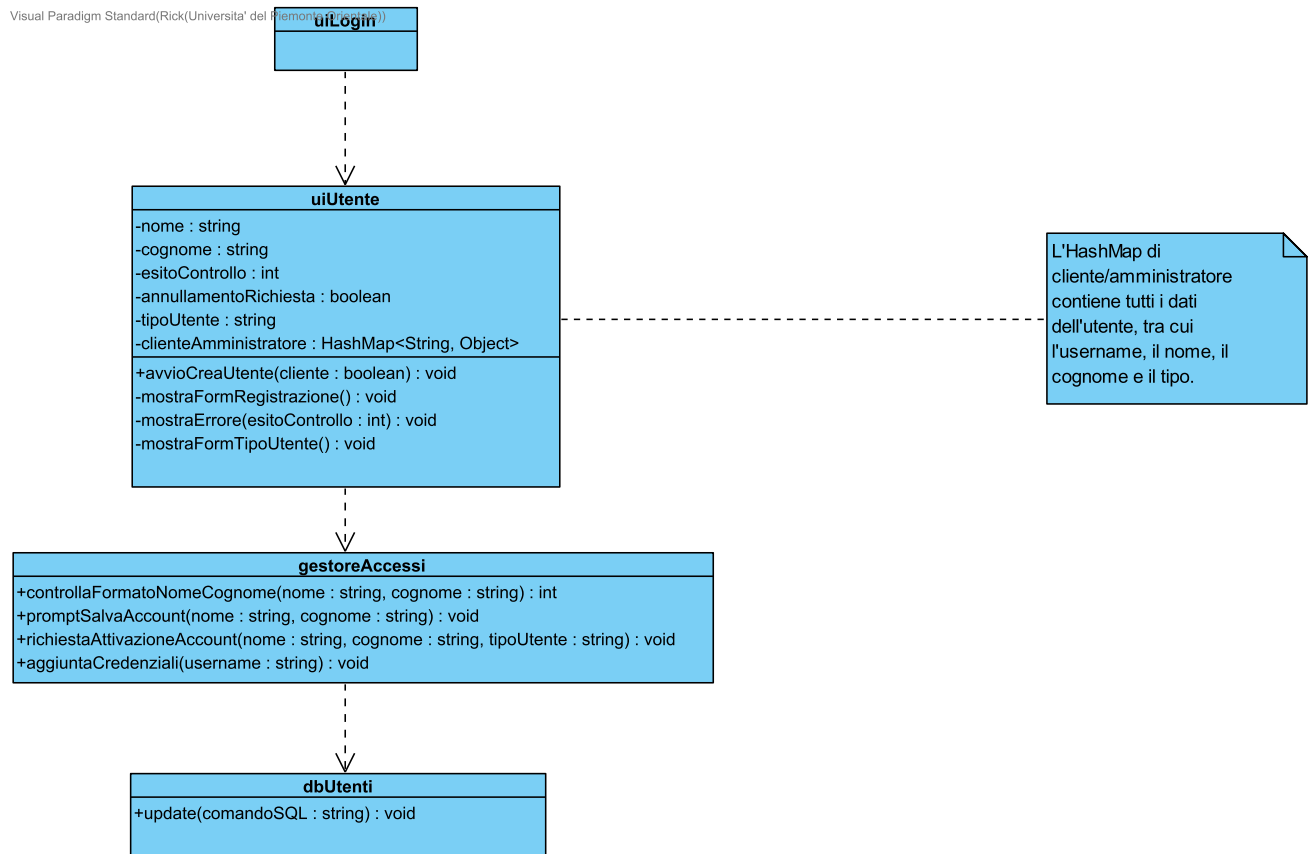 Visual Paradigm Standard(Rick(Universita' del Piemonte Orientale))
uiLogin
uiUtente
-nome : string
-cognome : string
-esitoControllo : int
-annullamentoRichiesta : boolean
-tipoUtente : string
-clienteAmministratore : HashMap<String, Object>
+avvioCreaUtente(cliente : boolean) : void
-mostraFormRegistrazione() : void
-mostraErrore(esitoControllo : int) : void
-mostraFormTipoUtente() : void
L'HashMap di
cliente/amministratore
contiene tutti i dati
dell'utente, tra cui
l'username, il nome, il
cognome e il tipo.
gestoreAccessi
+controllaFormatoNomeCognome(nome : string, cognome : string) : int
+promptSalvaAccount(nome : string, cognome : string) : void
+richiestaAttivazioneAccount(nome : string, cognome : string, tipoUtente : string) : void
+aggiuntaCredenziali(username : string) : void
dbUtenti
+update(comandoSQL : string) : void